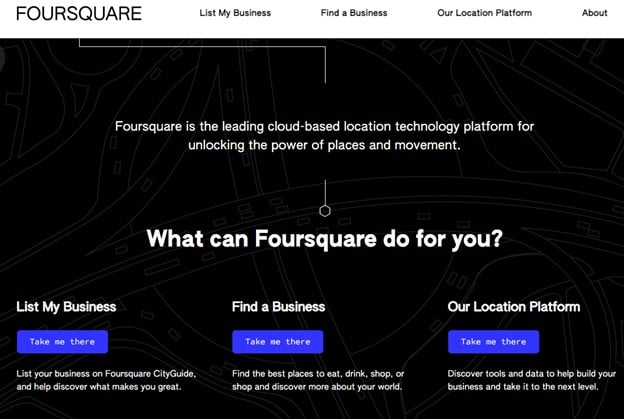 FOURSQUARE
List My Business
Find a Business
Our Location Platform
About
Foursquare is the leading cloud-based location technology platform for
unlocking the power of places and movement.
What can Foursquare do for you?
List My Business
Take me there
List your business on Foursquare CityGuide,
and help discover what makes you great.
Find a Business
Take me there
Find the best places to eat, drink, shop, or
shop and discover more about your world.
Our Location Platform
Take me there
Discover tools and data to help build your
business and take it to the next level.